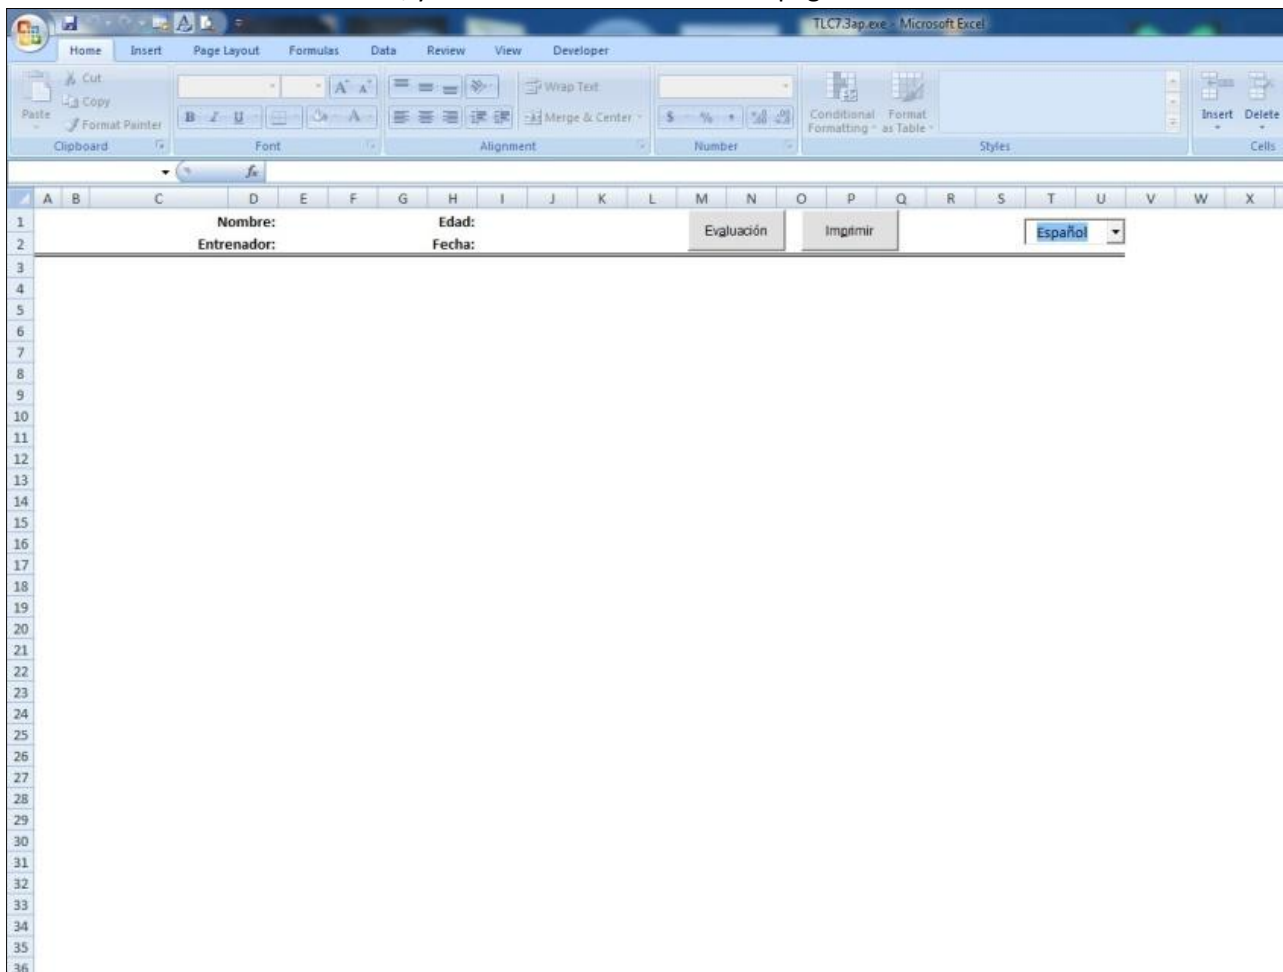 TLC7.3ap.exe - Microsoft Excel
Home Insert Page Layout Formulas Data Review View Developer
Paste
Cut
Copy
Format Painter
Clipboard
B I U A
Font
Wrap Text
Merge & Center
Alignment
$ % ,
Number
Conditional Formatting
Format as Table
Styles
Insert Delete
Cells
fx
A B C D E F G H I J K L M N O P Q R S T U V W X
1 Nombre: Edad: Evaluación Imprimir Español
2 Entrenador: Fecha:
3
4
5
6
7
8
9
10
11
12
13
14
15
16
17
18
19
20
21
22
23
24
25
26
27
28
29
30
31
32
33
34
35
36